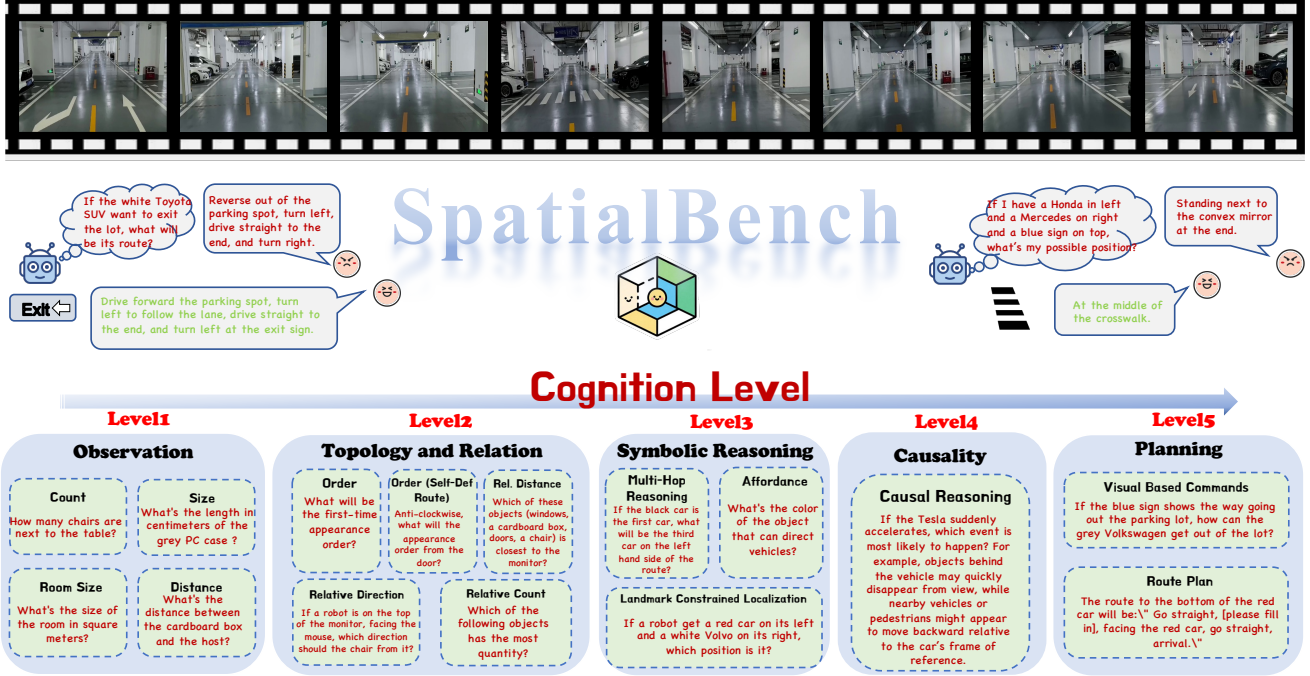 If the white Toyota
SUV want to exit
the lot, what will
be its route?
Reverse out of the
parking spot, turn left,
drive straight to the
end, and turn right.
Exit
Drive forward the parking spot, turn
left to follow the lane, drive straight to
the end, and turn left at the exit sign.
SpatialBench
If I have a Honda in left
and a Mercedes on right
and a blue sign on top,
what's my possible position?
Standing next to
the convex mirror
at the end.
At the middle of
the crosswalk.
Cognition Level
Level1
Level2
Level3
Level4
Level5
Observation
Count
How many chairs are
next to the table?
Size
What's the length in
centimeters of the
grey PC case ?
Room Size
What's the size of
the room in square
meters?
Distance
What's the
distance between
the cardboard box
and the host?
Topology and Relation
Order
What will be
the first-time
appearance
order?
Order (Self-Def
Route)
Anti-clockwise,
what will the
appearance
order from the
door?
Rel. Distance
Which of these
objects (windows,
a cardboard box,
doors, a chair) is
closest to the
monitor?
Relative Direction
If a robot is on the top
of the monitor, facing the
mouse, which direction
should the chair from it?
Relative Count
Which of the
following objects
has the most
quantity?
Symbolic Reasoning
Multi-Hop
Reasoning
If the black car is
the first car, what
will be the third
car on the left
hand side of the
route?
Affordance
What's the color
of the object
that can direct
vehicles?
Landmark Constrained Localization
If a robot get a red car on its left
and a white Volvo on its right,
which position is it?
Causality
Causal Reasoning
If the Tesla suddenly
accelerates, which event is
most likely to happen? For
example, objects behind
the vehicle may quickly
disappear from view, while
nearby vehicles or
pedestrians might appear
to move backward relative
to the car's frame of
reference.
Planning
Visual Based Commands
If the blue sign shows the way going
out the parking lot, how can the
grey Volkswagen get out of the lot?
Route Plan
The route to the bottom of the red
car will be:\" Go straight, [please fill
in], facing the red car, go straight,
arrival.\"